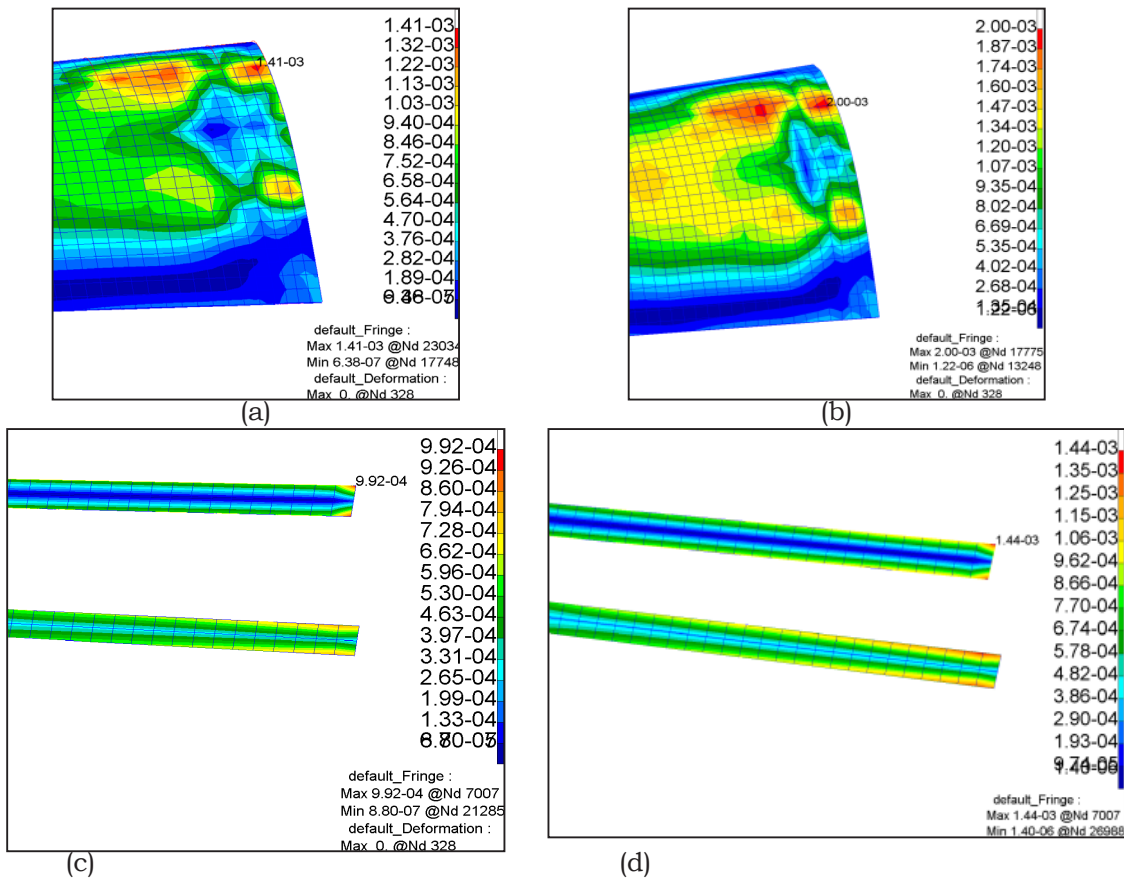 1.41-03
1.32-03
1.22-03
1.13-03
1.03-03
9.40-04
8.46-04
7.52-04
6.58-04
5.64-04
4.70-04
3.76-04
2.82-04
1.89-04
1.41-03
default_Fringe :
Max 1.41-03 @Nd 23034
Min 6.38-07 @Nd 17748
default_Deformation :
Max 0. @Nd 328
(a)
2.00-03
1.87-03
1.74-03
1.60-03
1.47-03
1.34-03
1.20-03
1.07-03
9.35-04
8.02-04
6.69-04
5.35-04
4.02-04
2.68-04
1.22-06
2.00-03
default_Fringe :
Max 2.00-03 @Nd 17775
Min 1.22-06 @Nd 13248
default_Deformation :
Max 0. @Nd 328
(b)
9.92-04
9.26-04
8.60-04
7.94-04
7.28-04
6.62-04
5.96-04
5.30-04
4.63-04
3.97-04
3.31-04
2.65-04
1.99-04
1.33-04
9.92-04
default_Fringe :
Max 9.92-04 @Nd 7007
Min 8.80-07 @Nd 21285
default_Deformation :
Max 0. @Nd 328
(c)
1.44-03
1.35-03
1.25-03
1.15-03
1.06-03
9.62-04
8.66-04
7.70-04
6.74-04
5.78-04
4.82-04
3.86-04
2.90-04
1.93-04
1.44-03
default_Fringe :
Max 1.44-03 @Nd 7007
Min 1.40-06 @Nd 26988
(d)